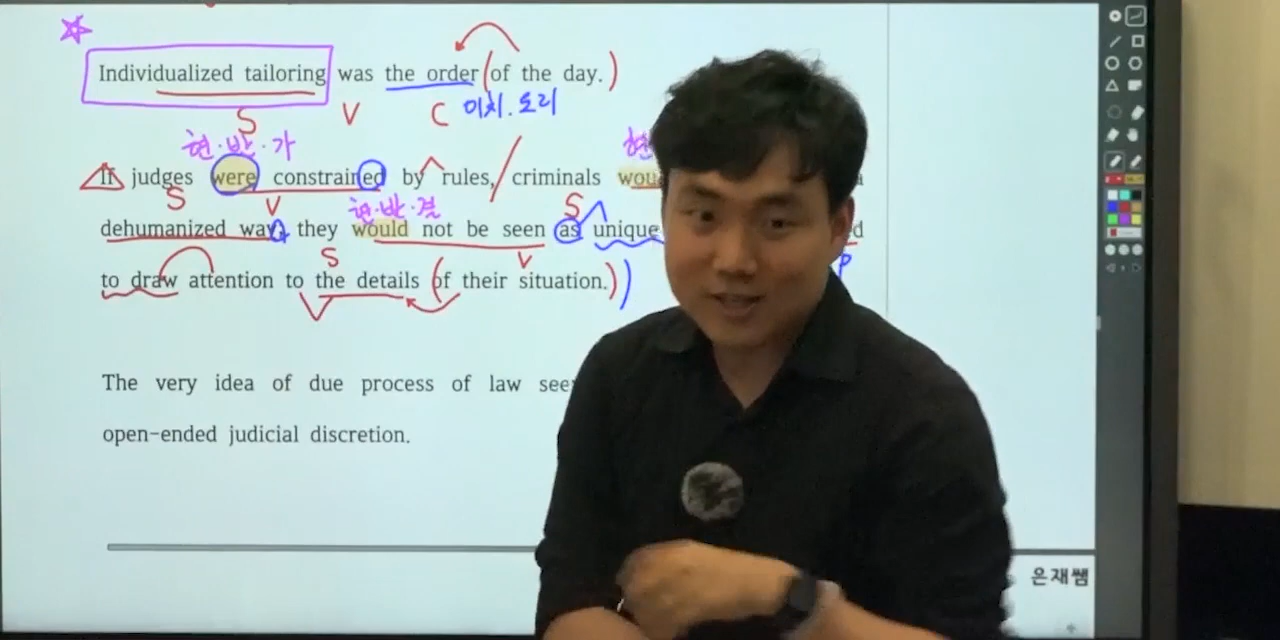 Individualized tailoring was the order (of the day.)
S V C 이치.도리
현·반·가 현
If judges were constrained by rules, / criminals wou
S V 현·반·결 S
dehumanized way, they would not be seen as unique
S V P
to draw attention to the details (of their situation.))
The very idea of due process of law see
open-ended judicial discretion.
은재쌤